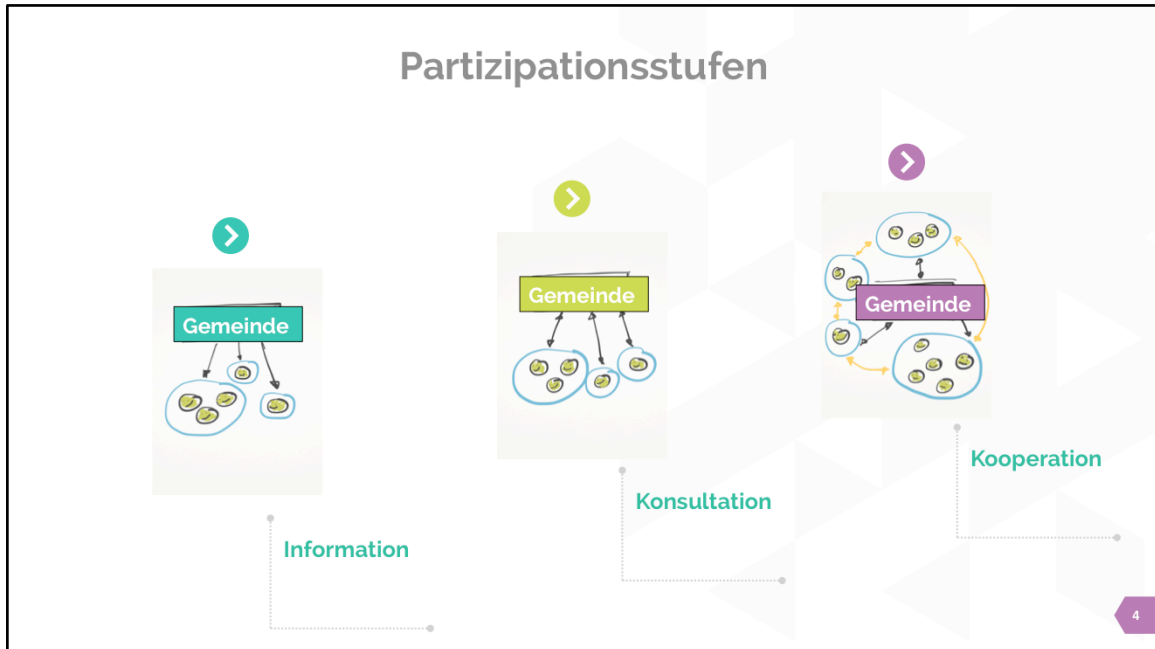 Partizipationsstufen
Gemeinde
Information
Gemeinde
Konsultation
Gemeinde
Kooperation
4